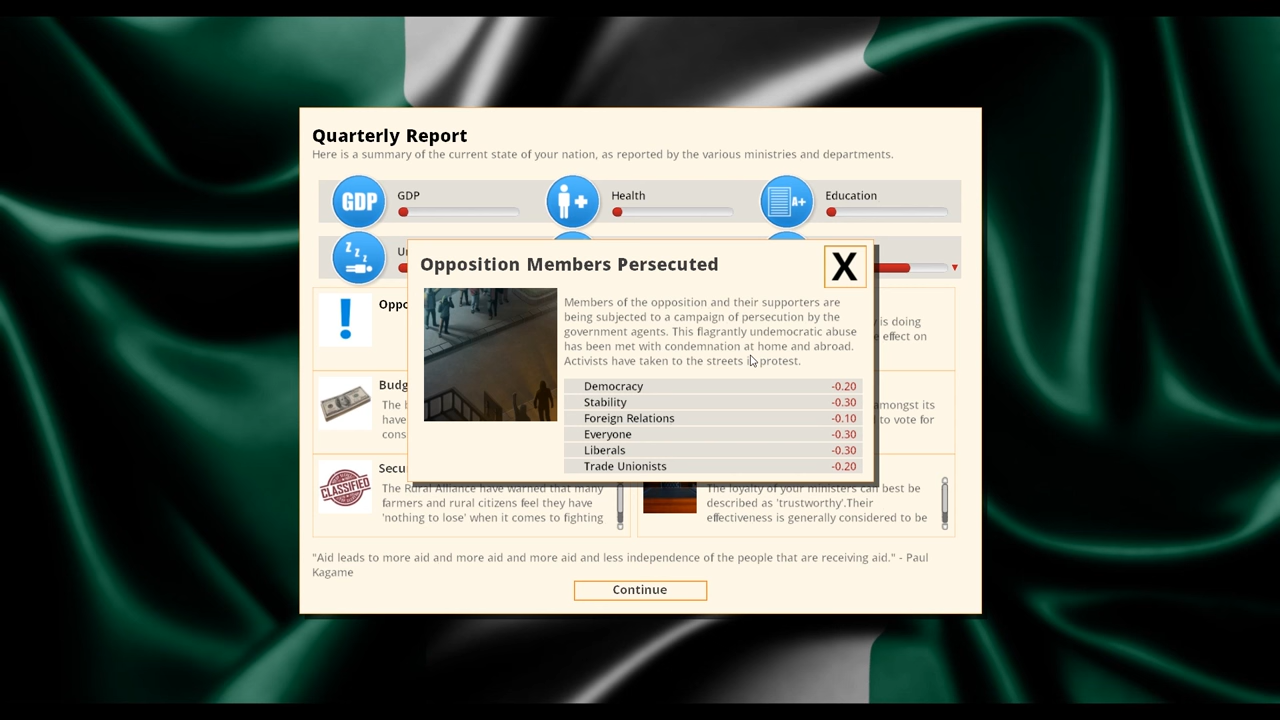 Quarterly Report
Here is a summary of the current state of your nation, as reported by the various ministries and departments.
GDP
GDP
Health
A+
Education
Z Z Z
Opposition Members Persecuted
X
Members of the opposition and their supporters are
being subjected to a campaign of persecution by the
government agents. This flagrantly undemocratic abuse
has been met with condemnation at home and abroad.
Activists have taken to the streets in protest.
Democracy -0.20
Stability -0.30
Foreign Relations -0.10
Everyone -0.30
Liberals -0.30
Trade Unionists -0.20
is doing
effect on
The
have
amongst its
to vote for
CLASSIFIED
The Rural Alliance have warned that many
farmers and rural citizens feel they have
'nothing to lose' when it comes to fighting
The loyalty of your ministers can best be
described as 'trustworthy'.Their
effectiveness is generally considered to be
"Aid leads to more aid and more aid and more aid and less independence of the people that are receiving aid." - Paul
Kagame
Continue